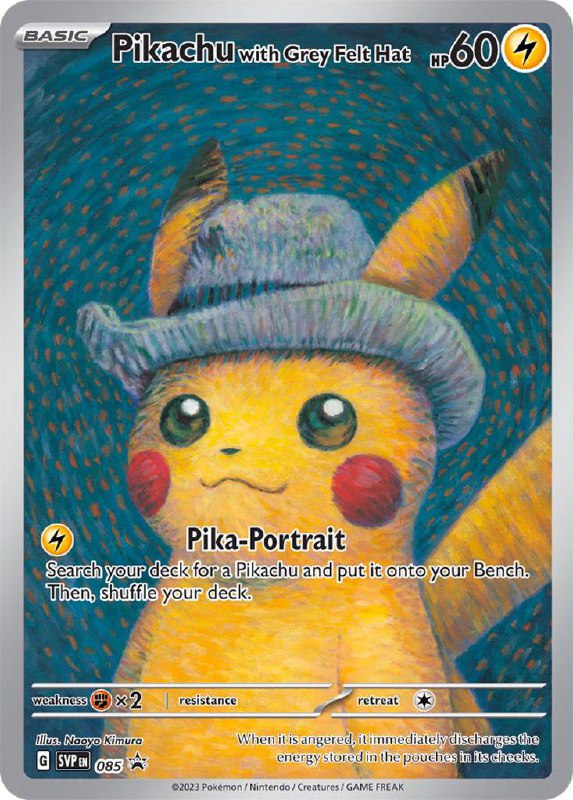 BASIC Pikachu with Grey Felt Hat HP60
Pika-Portrait
Search your deck for a Pikachu and put it onto your Bench.
Then, shuffle your deck.
weakness ×2 resistance retreat
Illus. Naoyo Kimura
G SVP EN 085
When it is angered, it immediately discharges the
energy stored in the pouches in its cheeks.
©2023 Pokémon / Nintendo / Creatures / GAME FREAK